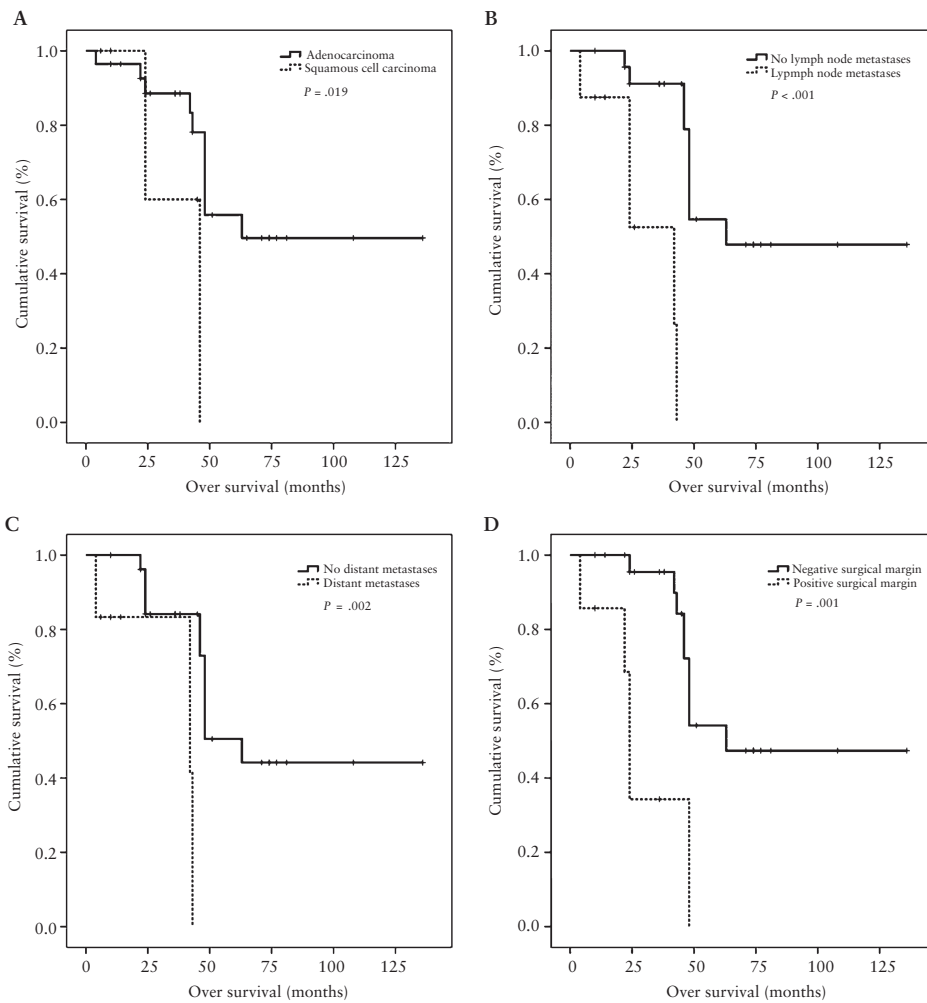 A
Adenocarcinoma
Squamous cell carcinoma
P = .019
1.0
0.8
0.6
0.4
0.2
0.0
Cumulative survival (%)
0 25 50 75 100 125
Over survival (months)
B
No lymph node metastases
Lypmph node metastases
P < .001
1.0
0.8
0.6
0.4
0.2
0.0
Cumulative survival (%)
0 25 50 75 100 125
Over survival (months)
C
No distant metastases
Distant metastases
P = .002
1.0
0.8
0.6
0.4
0.2
0.0
Cumulative survival (%)
0 25 50 75 100 125
Over survival (months)
D
Negative surgical margin
Positive surgical margin
P = .001
1.0
0.8
0.6
0.4
0.2
0.0
Cumulative survival (%)
0 25 50 75 100 125
Over survival (months)